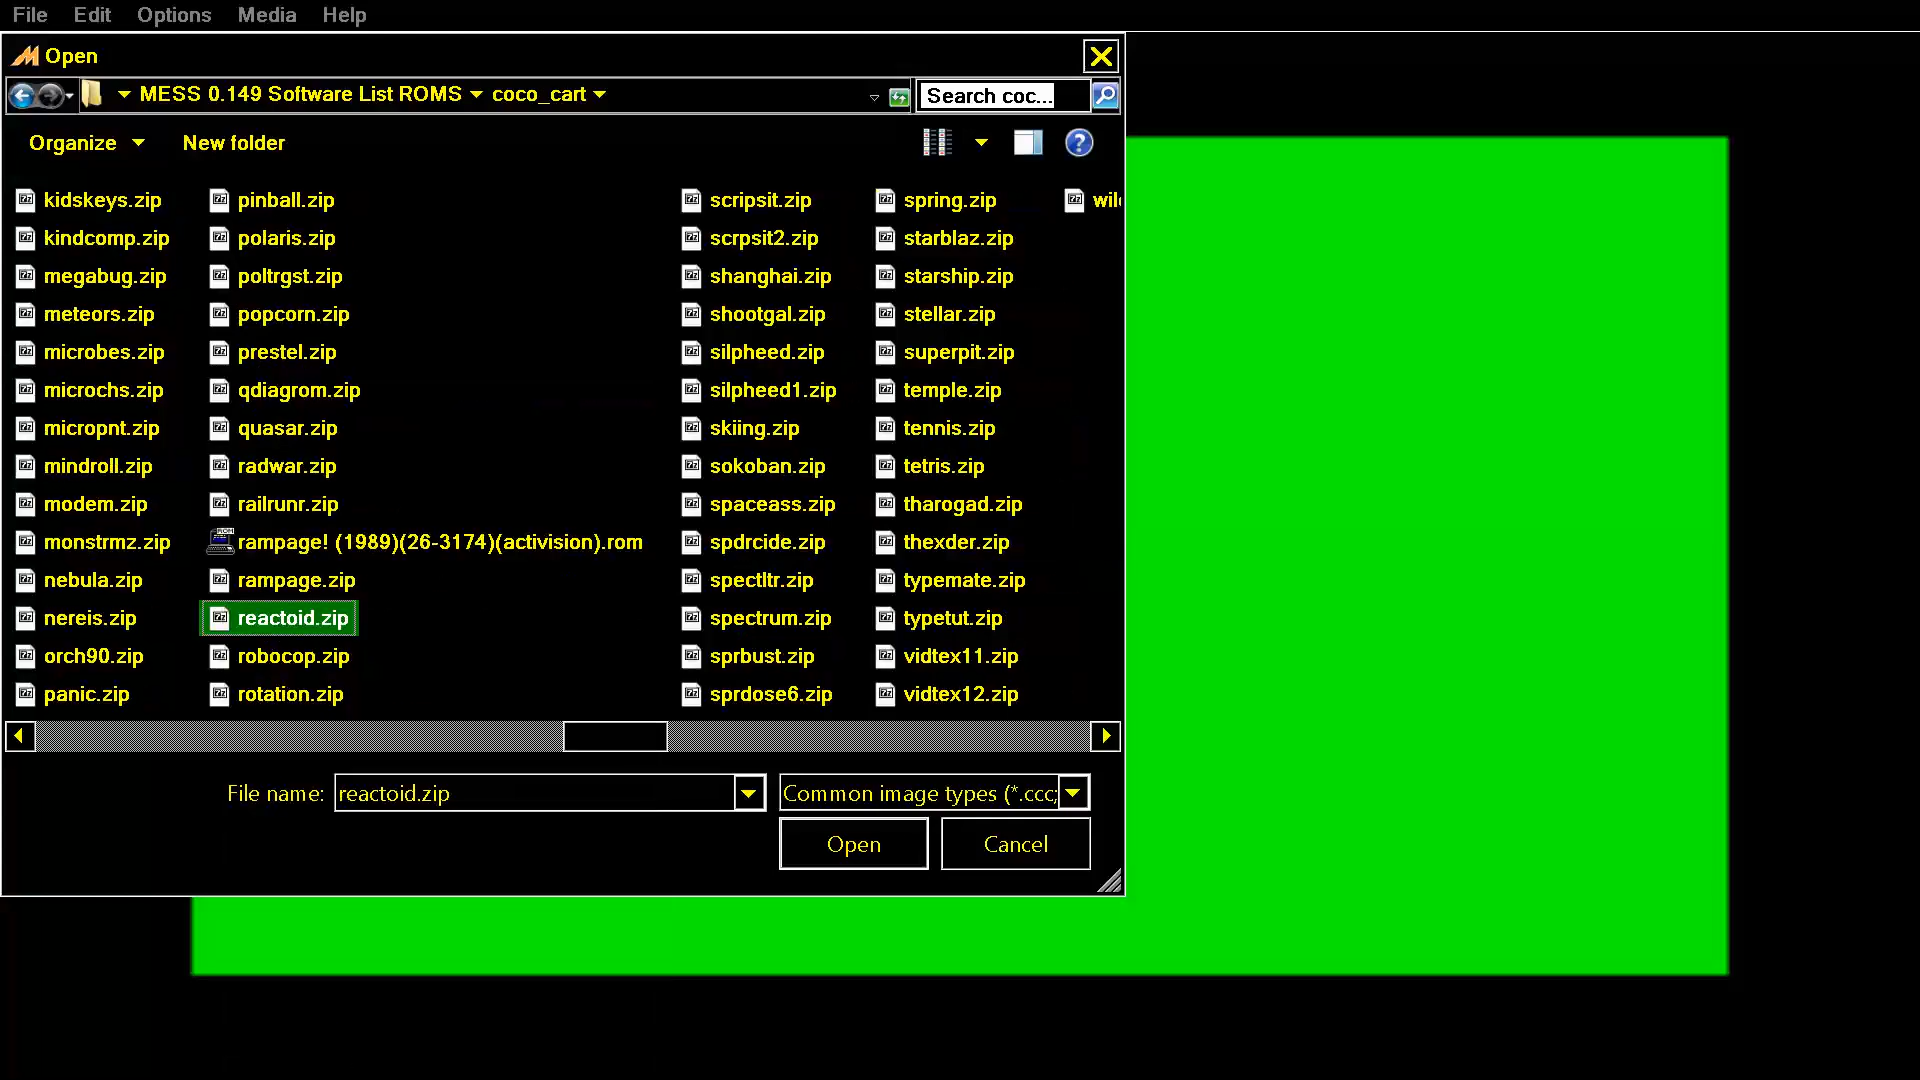 File Edit Options Media Help
Open
MESS 0.149 Software List ROMS coco_cart
Search coc...
Organize New folder
kidskeys.zip
kindcomp.zip
megabug.zip
meteors.zip
microbes.zip
microchs.zip
micropnt.zip
mindroll.zip
modem.zip
monstrmz.zip
nebula.zip
nereis.zip
orch90.zip
panic.zip
pinball.zip
polaris.zip
poltrgst.zip
popcorn.zip
prestel.zip
qdiagrom.zip
quasar.zip
radwar.zip
railrunr.zip
rampage! (1989)(26-3174)(activision).rom
rampage.zip
reactoid.zip
robocop.zip
rotation.zip
scripsit.zip
scrpsit2.zip
shanghai.zip
shootgal.zip
silpheed.zip
silpheed1.zip
skiing.zip
sokoban.zip
spaceass.zip
spdrcide.zip
spectltr.zip
spectrum.zip
sprbust.zip
sprdose6.zip
spring.zip
starblaz.zip
starship.zip
stellar.zip
superpit.zip
temple.zip
tennis.zip
tetris.zip
tharogad.zip
thexder.zip
typemate.zip
typetut.zip
vidtex11.zip
vidtex12.zip
File name: reactoid.zip
Common image types (*.ccc;
Open Cancel